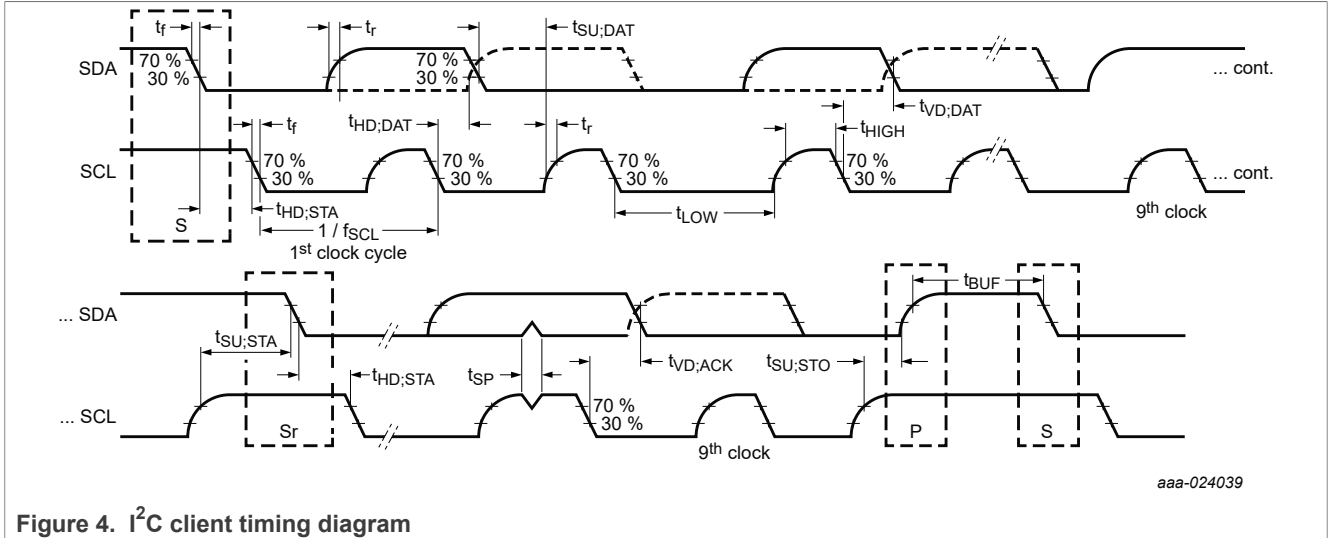 tf tr tSU;DAT
SDA 70 % 70 % ... cont.
30 % 30 %
tVD;DAT
tf tHD;DAT tr tHIGH
SCL 70 % 70 % 70 % 70 % ... cont.
30 % 30 % 30 % 30 %
tHD;STA tLOW 9th clock
S 1 / fSCL
1st clock cycle
tBUF
... SDA
tSU;STA tVD;ACK tSU;STO
tHD;STA tSP
... SCL 70 %
30 %
Sr P S
9th clock
aaa-024039
Figure 4. I2C client timing diagram